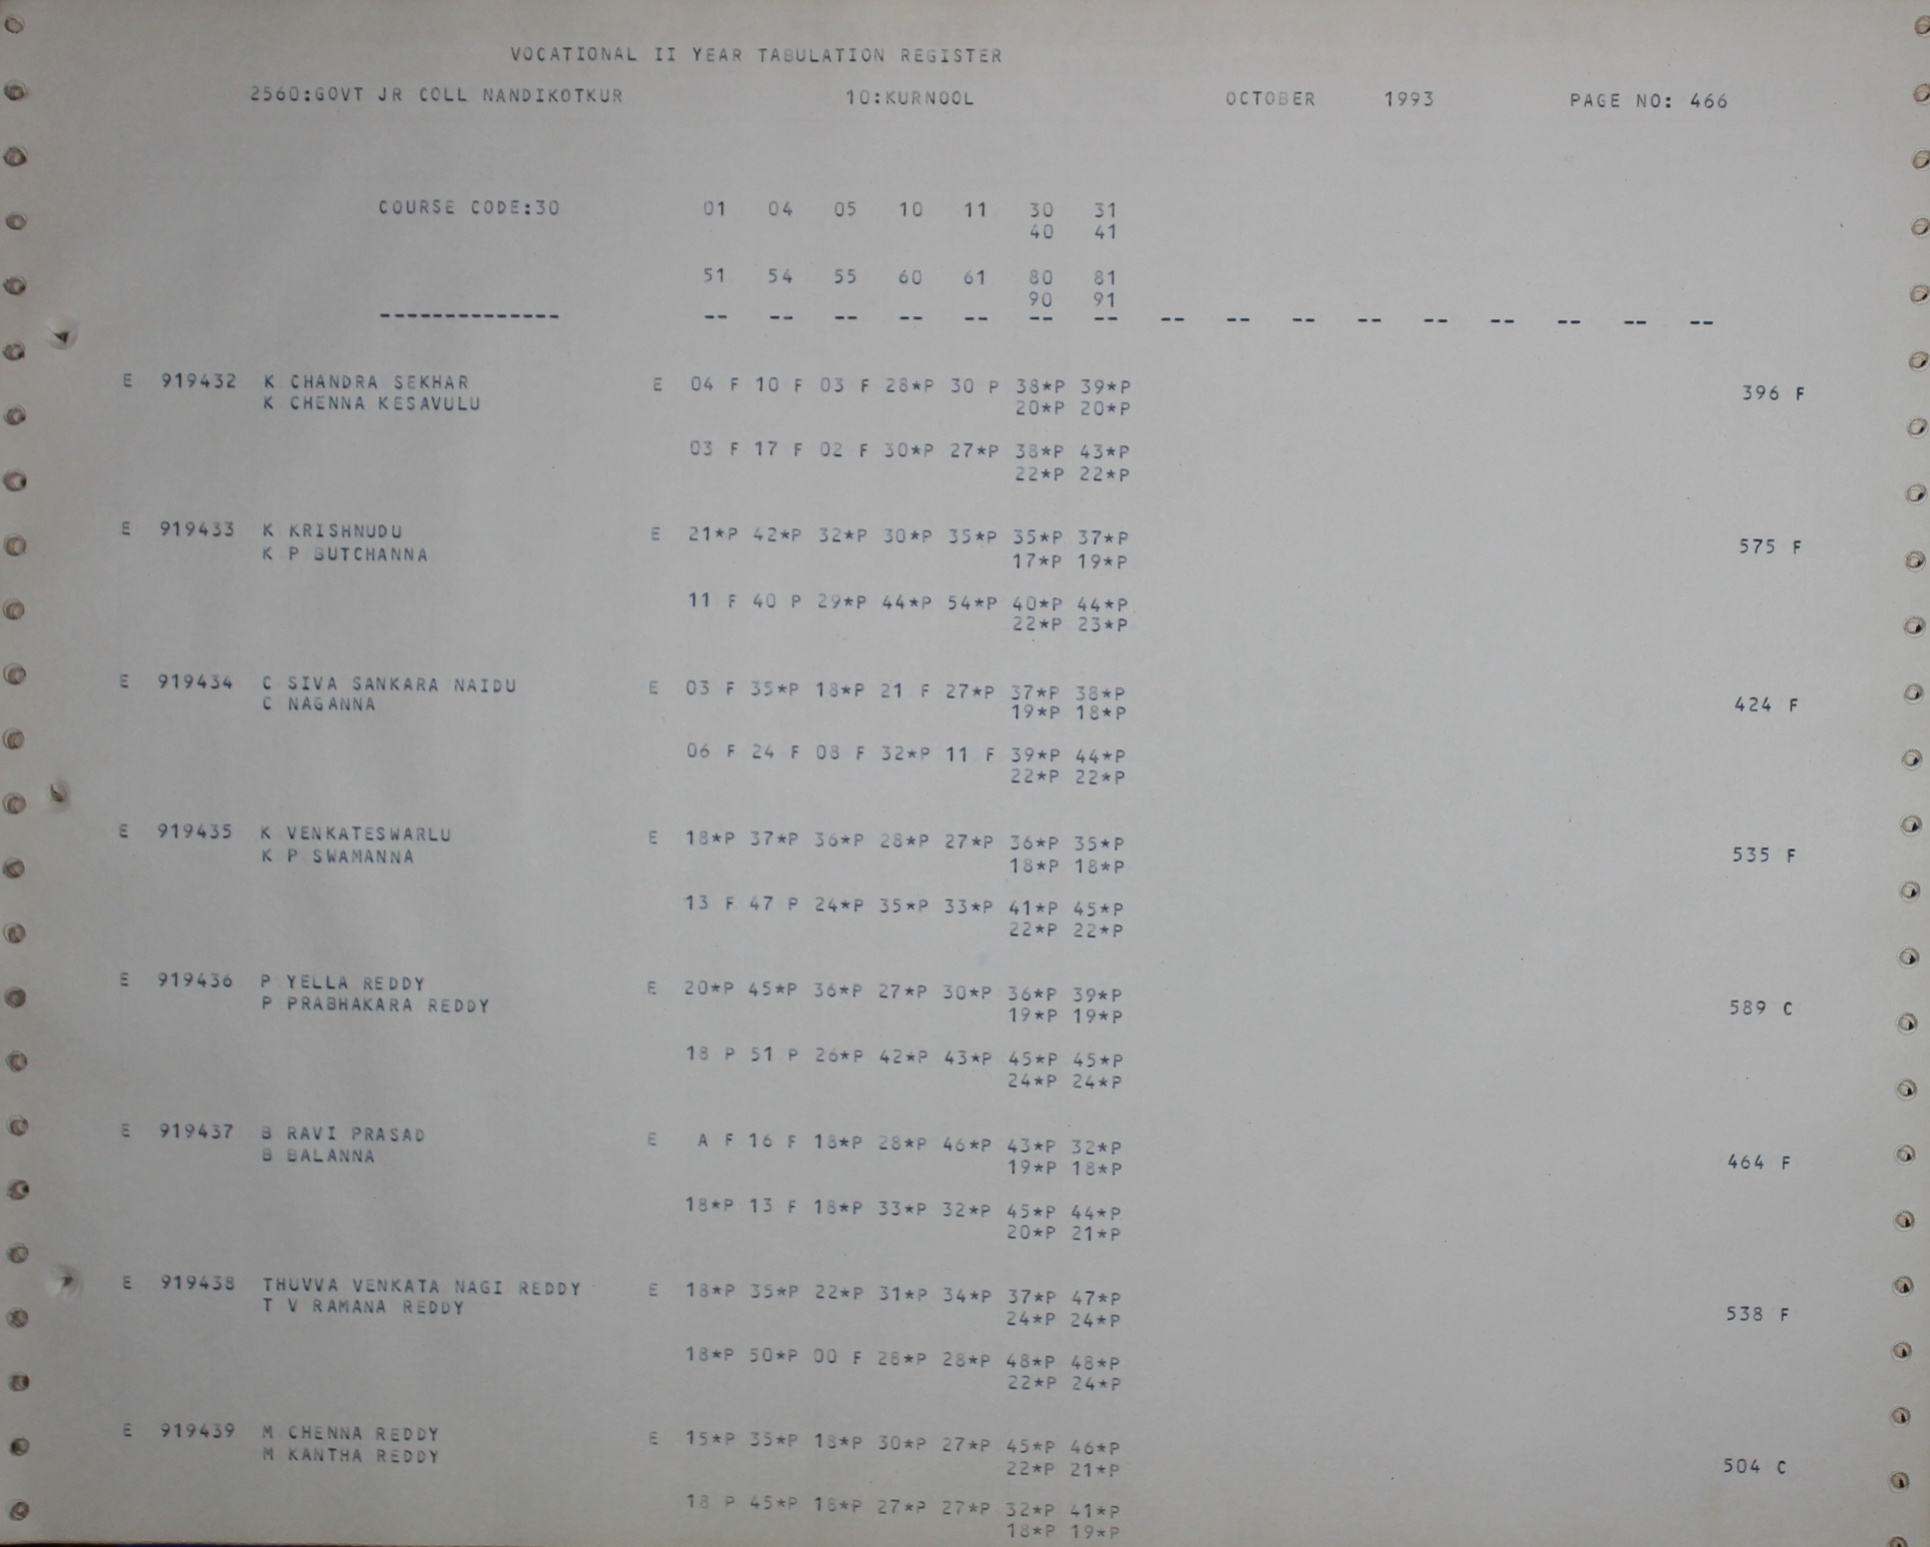 VOCATIONAL II YEAR TABULATION REGISTER
2560:GOVT JR COLL NANDIKOTKUR 10:KURNOOL OCTOBER 1993 PAGE NO: 466
COURSE CODE:30 01 04 05 10 11 30 31
40 41
51 54 55 60 61 80 81
90 91
-------------- -- -- -- -- -- -- -- -- -- -- -- -- -- -- -- --
E 919432 K CHANDRA SEKHAR E 04 F 10 F 03 F 28*P 30 P 38*P 39*P 396 F
K CHENNA KESAVULU 20*P 20*P
03 F 17 F 02 F 30*P 27*P 38*P 43*P
22*P 22*P
E 919433 K KRISHNUDU E 21*P 42*P 32*P 30*P 35*P 35*P 37*P 575 F
K P BUTCHANNA 17*P 19*P
11 F 40 P 29*P 44*P 54*P 40*P 44*P
22*P 23*P
E 919434 C SIVA SANKARA NAIDU E 03 F 35*P 18*P 21 F 27*P 37*P 38*P 424 F
C NAGANNA 19*P 18*P
06 F 24 F 08 F 32*P 11 F 39*P 44*P
22*P 22*P
E 919435 K VENKATESWARLU E 18*P 37*P 36*P 28*P 27*P 36*P 35*P 535 F
K P SWAMANNA 18*P 18*P
13 F 47 P 24*P 35*P 33*P 41*P 45*P
22*P 22*P
E 919436 P YELLA REDDY E 20*P 45*P 36*P 27*P 30*P 36*P 39*P 589 C
P PRABHAKARA REDDY 19*P 19*P
18 P 51 P 26*P 42*P 43*P 45*P 45*P
24*P 24*P
E 919437 B RAVI PRASAD E A F 16 F 18*P 28*P 46*P 43*P 32*P 464 F
B BALANNA 19*P 18*P
18*P 13 F 18*P 33*P 32*P 45*P 44*P
20*P 21*P
E 919438 THUVVA VENKATA NAGI REDDY E 18*P 35*P 22*P 31*P 34*P 37*P 47*P 538 F
T V RAMANA REDDY 24*P 24*P
18*P 50*P 00 F 28*P 28*P 48*P 48*P
22*P 24*P
E 919439 M CHENNA REDDY E 15*P 35*P 18*P 30*P 27*P 45*P 46*P 504 C
M KANTHA REDDY 22*P 21*P
18 P 45*P 18*P 27*P 27*P 32*P 41*P
18*P 19*P